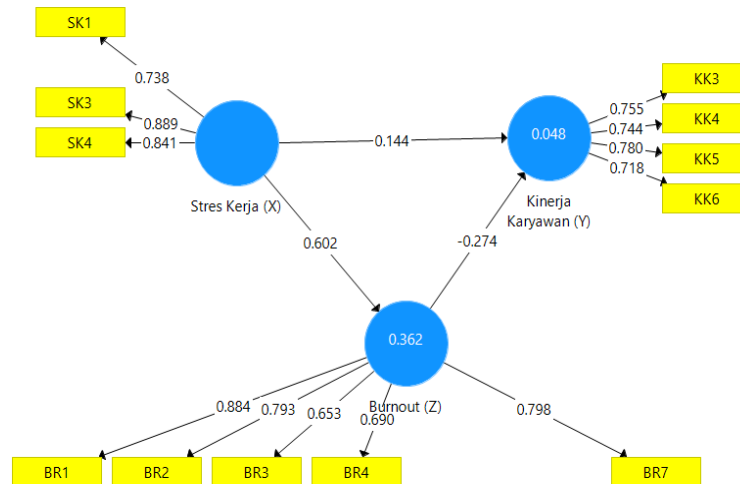 SK1
0.738
SK3
0.889
SK4
0.841
Stres Kerja (X)
0.144
0.048
Kinerja
Karyawan (Y)
0.755
KK3
0.744
KK4
0.780
KK5
0.718
KK6
0.602
-0.274
0.362
Burnout (Z)
0.884
0.793
0.653
0.690
0.798
BR1
BR2
BR3
BR4
BR7